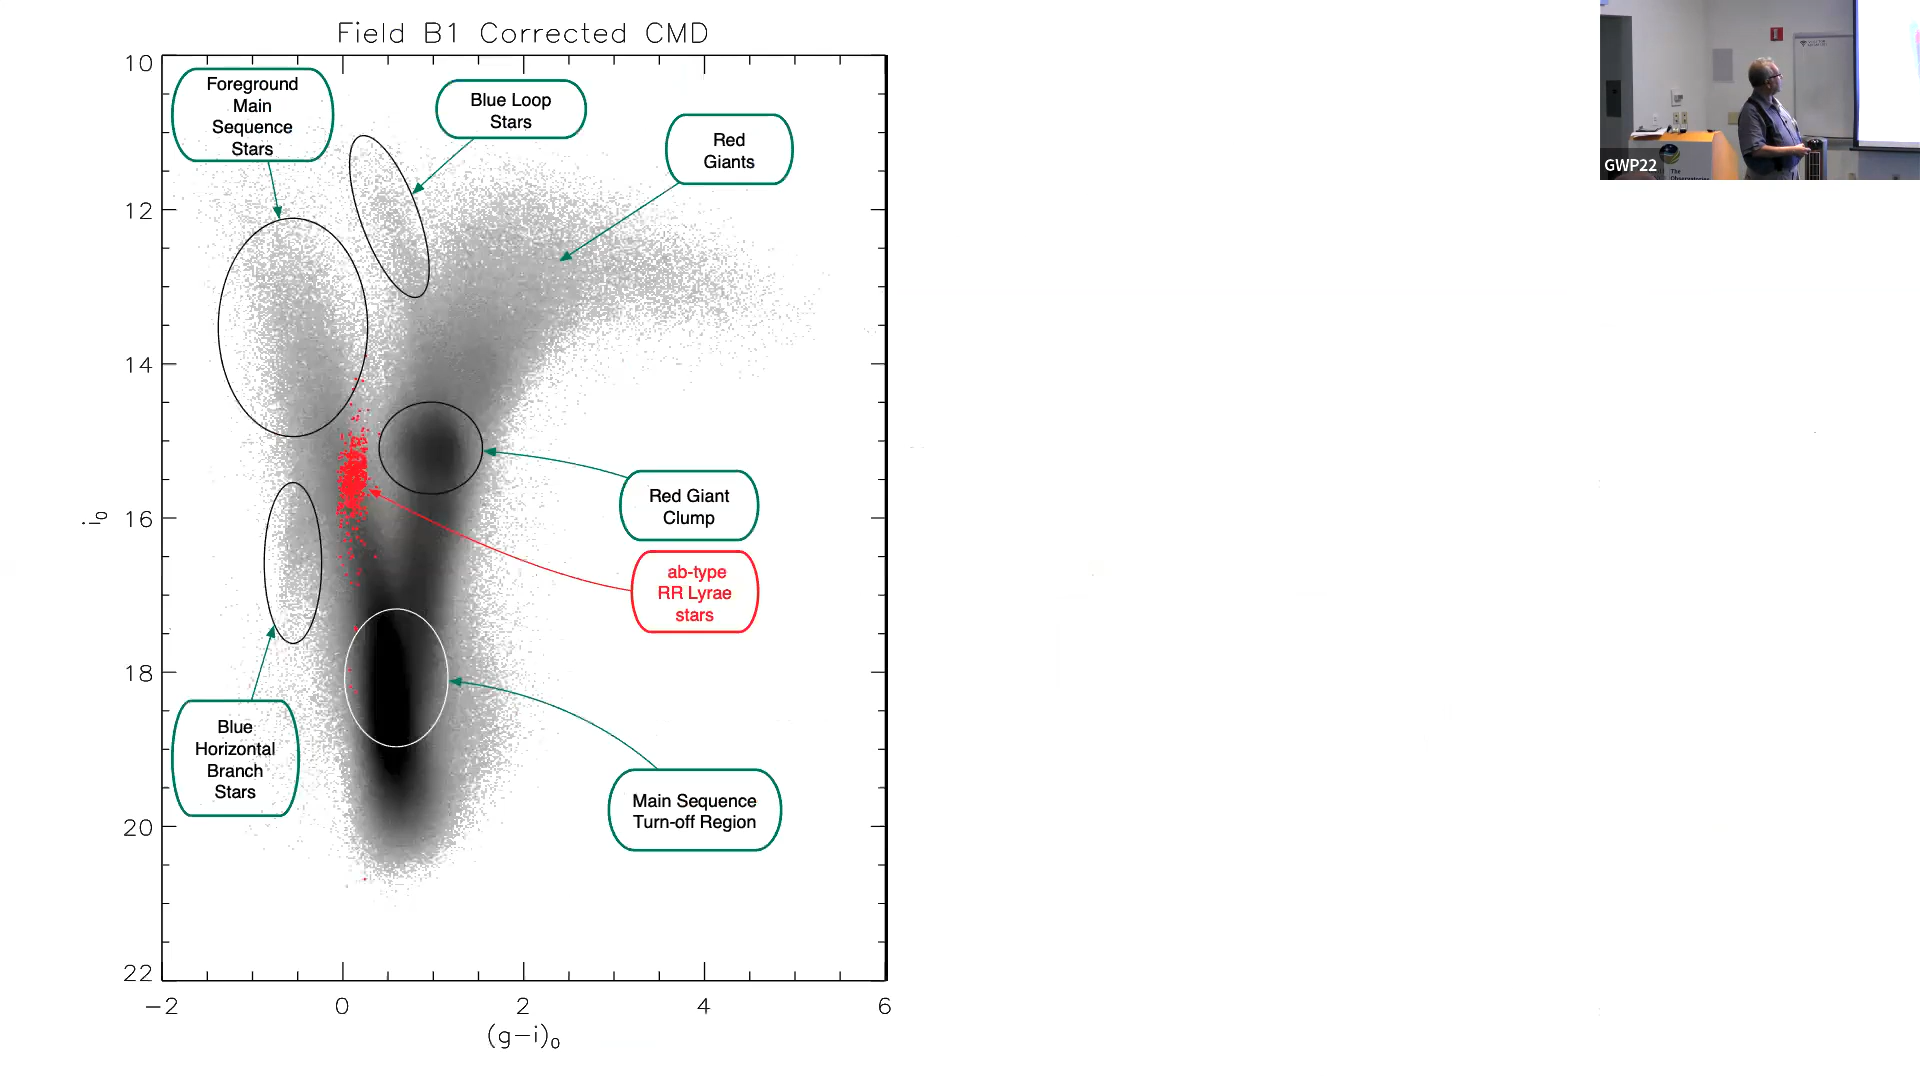 Field B1 Corrected CMD
10
12
14
16
18
20
22
i₀
−2
0
2
4
6
(g−i)₀
Foreground
Main
Sequence
Stars
Blue Loop
Stars
Red
Giants
Red Giant
Clump
ab-type
RR Lyrae
stars
Blue
Horizontal
Branch
Stars
Main Sequence
Turn-off Region
GWP22
The
Observatories